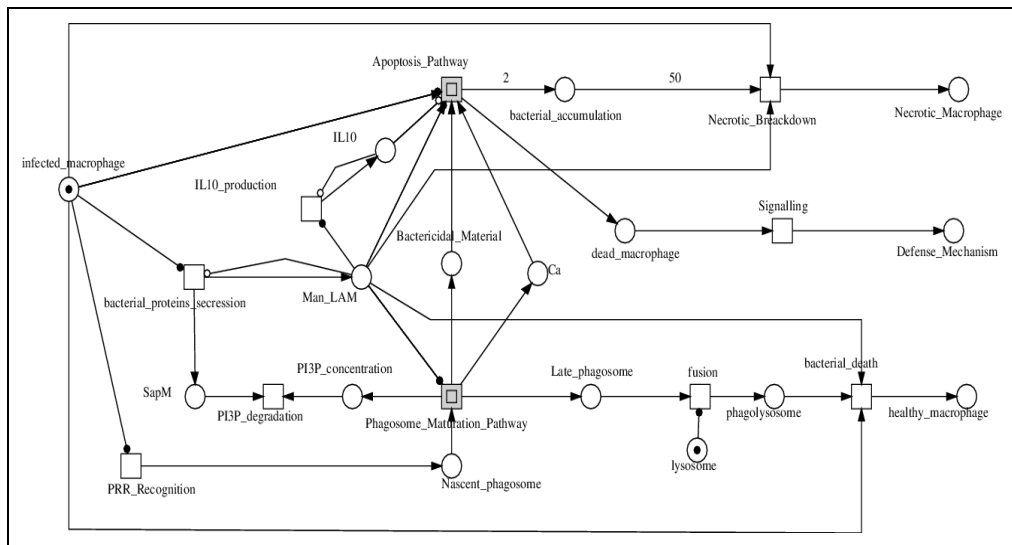 Apoptosis_Pathway
2
50
bacterial_accumulation
Necrotic_Breackdown
Necrotic_Macrophage
IL10
infected_macrophage
IL10_production
Signalling
Bactericidal_Material
dead_macrophage
Defense_Mechanism
Ca
Man_LAM
bacterial_proteins_secression
PI3P_concentration
Late_phagosome
fusion
bacterial_death
SapM
PI3P_degradation
Phagosome_Maturation_Pathway
phagolysosome
healthy_macrophage
lysosome
PRR_Recognition
Nascent_phagosome